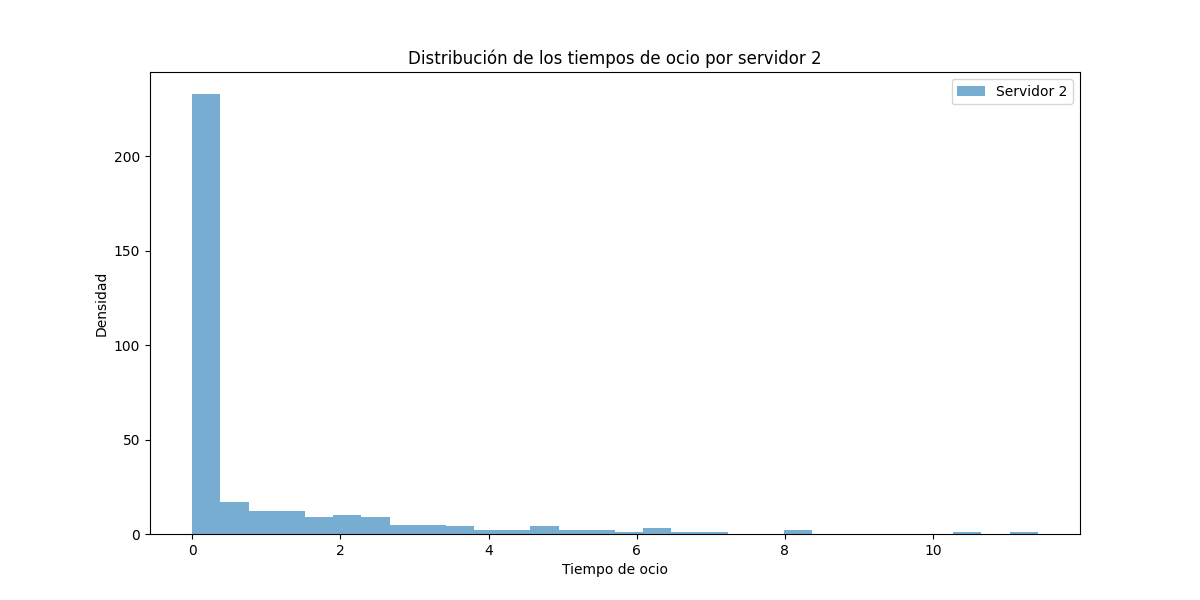 Distribución de los tiempos de ocio por servidor 2
Servidor 2
200
150
100
50
0
Densidad
0 2 4 6 8 10
Tiempo de ocio